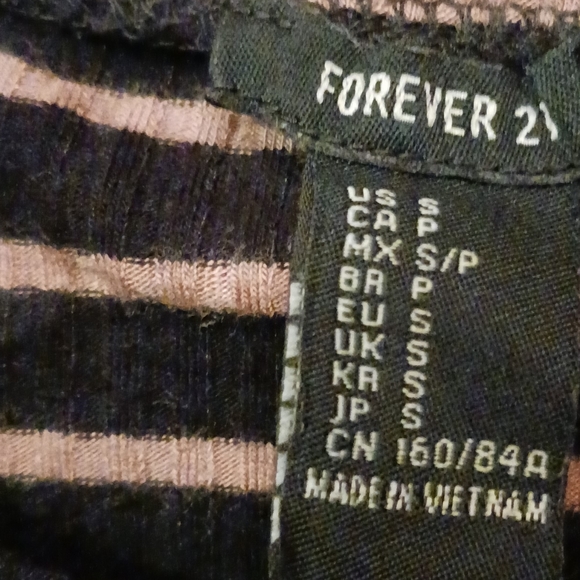 FOREVER 21
US S
CA P
MX S/P
BR P
EU S
UK S
KR S
JP S
CN 160/84A
MADE IN VIETNAM